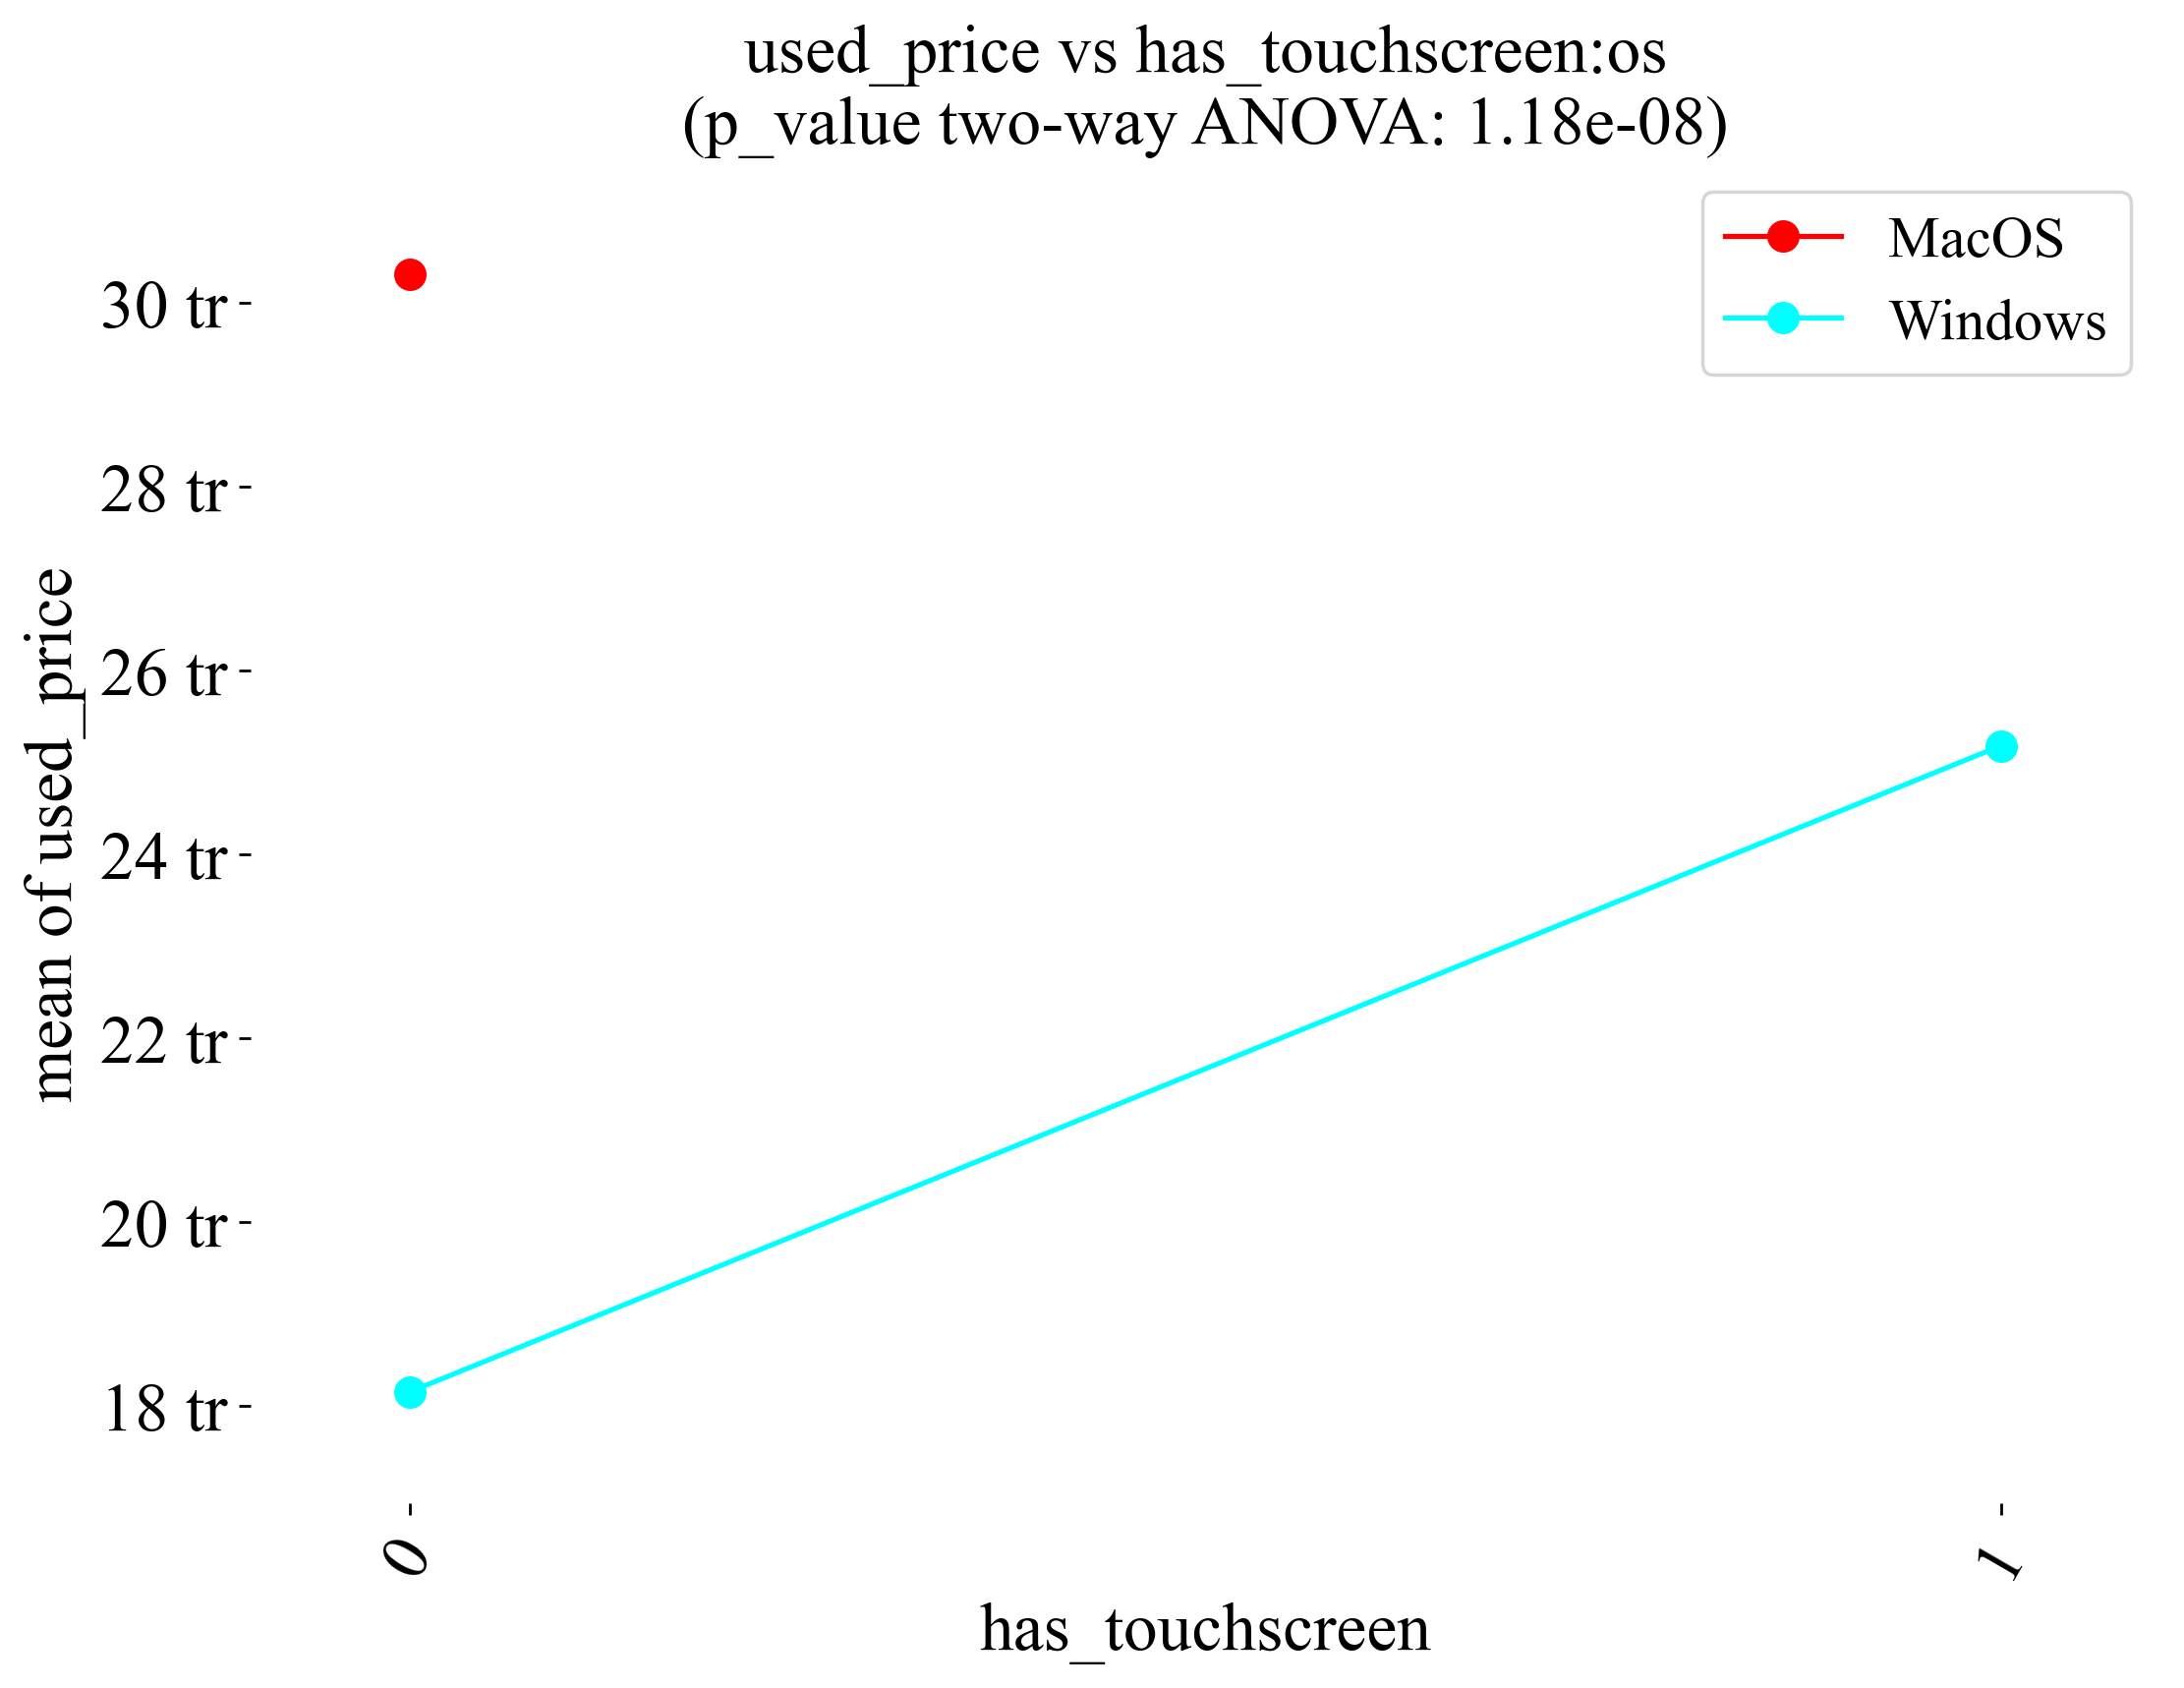 used_price vs has_touchscreen:os
(p_value two-way ANOVA: 1.18e-08)
MacOS
Windows
mean of used_price
30 tr
28 tr
26 tr
24 tr
22 tr
20 tr
18 tr
0
1
has_touchscreen